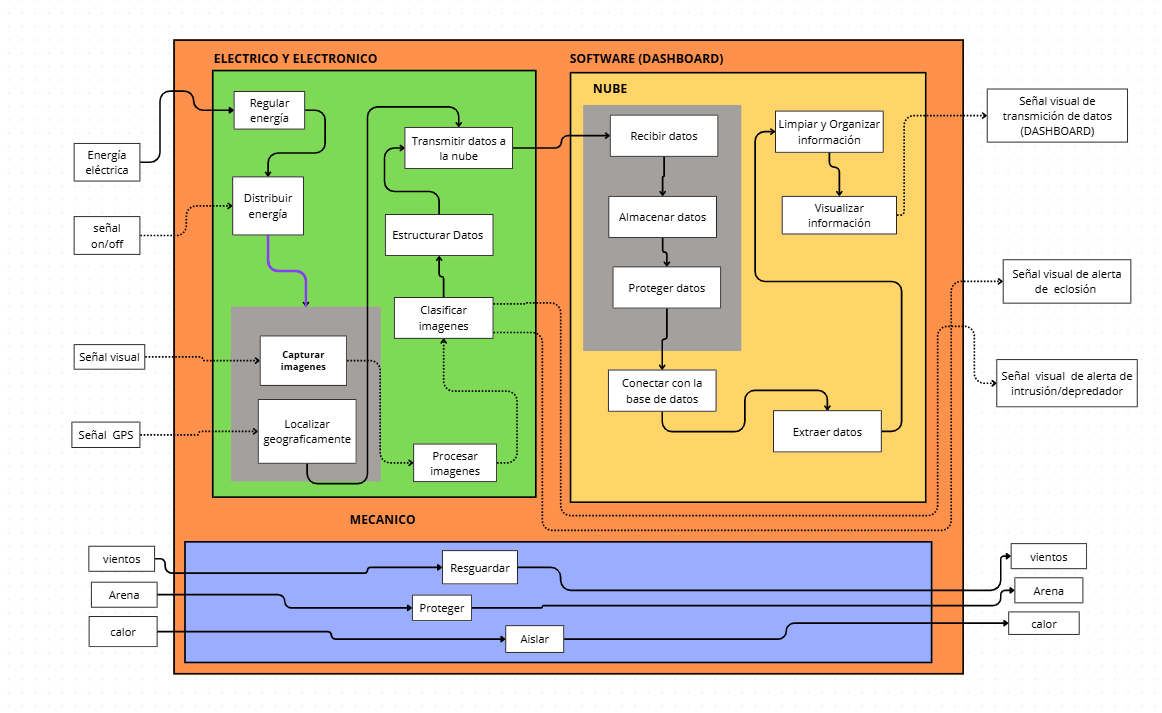 ELECTRICO Y ELECTRONICO
SOFTWARE (DASHBOARD)
NUBE
Energía
eléctrica
señal
on/off
Señal visual
Señal GPS
Regular
energía
Distribuir
energía
Capturar
imagenes
Localizar
geograficamente
Transmitir datos a
la nube
Estructurar Datos
Clasificar
imagenes
Procesar
imagenes
Recibir datos
Almacenar datos
Proteger datos
Conectar con la
base de datos
Limpiar y Organizar
información
Visualizar
información
Extraer datos
Señal visual de
transmición de datos
(DASHBOARD)
Señal visual de alerta
de eclosión
Señal visual de alerta de
intrusión/depredador
MECANICO
vientos
Arena
calor
Resguardar
Proteger
Aislar
vientos
Arena
calor